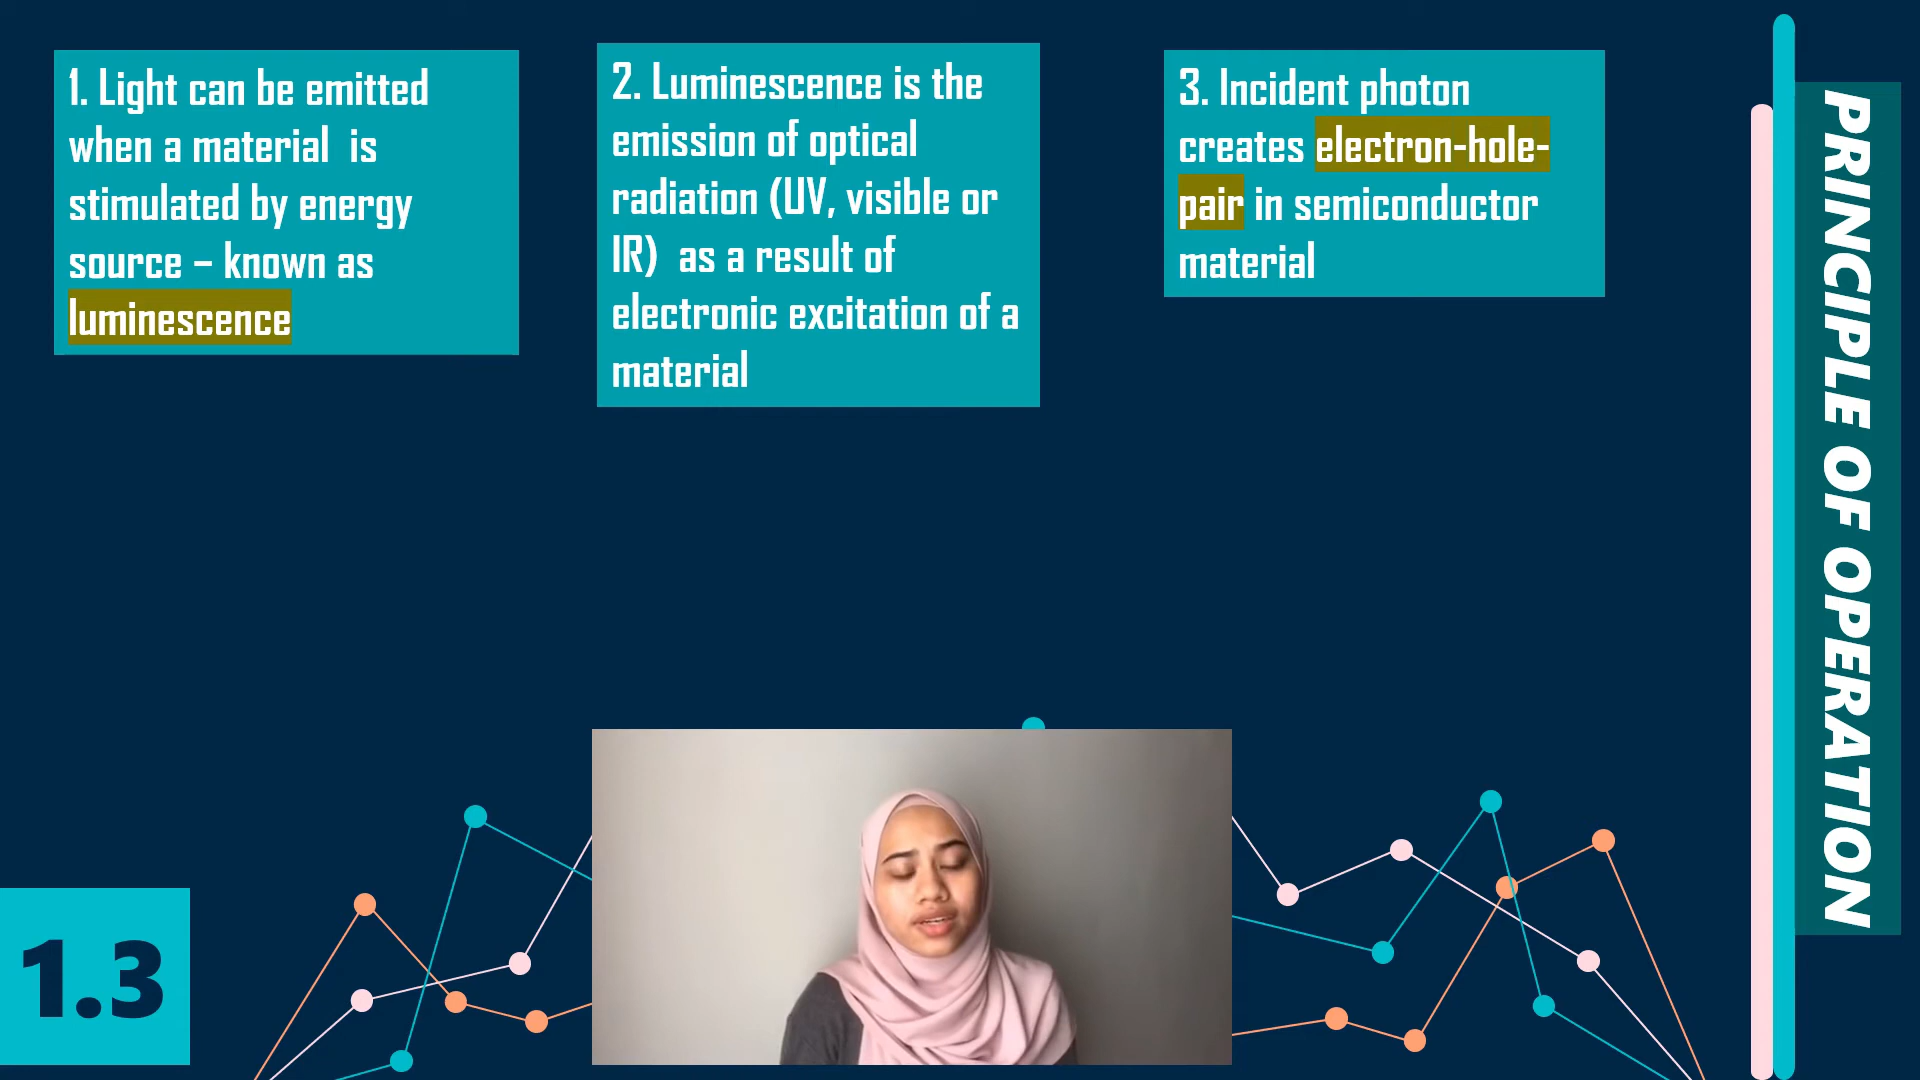 1. Light can be emitted
when a material  is
stimulated by energy
source – known as
luminescence
2. Luminescence is the
emission of optical
radiation (UV, visible or
IR)  as a result of
electronic excitation of a
material
3. Incident photon
creates electron-hole-
pair in semiconductor
material
PRINCIPLE OF OPERATION
1.3